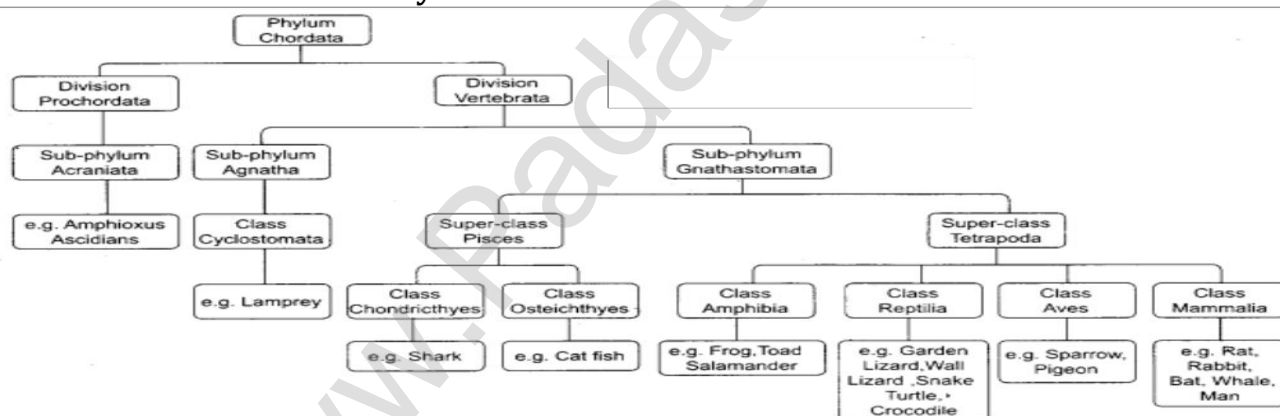 Phylum
Chordata
Division
Prochordata
Division
Vertebrata
Sub-phylum
Acraniata
Sub-phylum
Agnatha
Sub-phylum
Gnathastomata
e.g. Amphioxus
Ascidians
Class
Cyclostomata
Super-class
Pisces
Super-class
Tetrapoda
e.g. Lamprey
Class
Chondricthyes
Class
Osteichthyes
Class
Amphibia
Class
Reptilia
Class
Aves
Class
Mammalia
e.g. Shark
e.g. Cat fish
e.g. Frog,Toad
Salamander
e.g. Garden
Lizard,Wall
Lizard ,Snake
Turtle,
Crocodile
e.g. Sparrow,
Pigeon
e.g. Rat,
Rabbit,
Bat, Whale,
Man